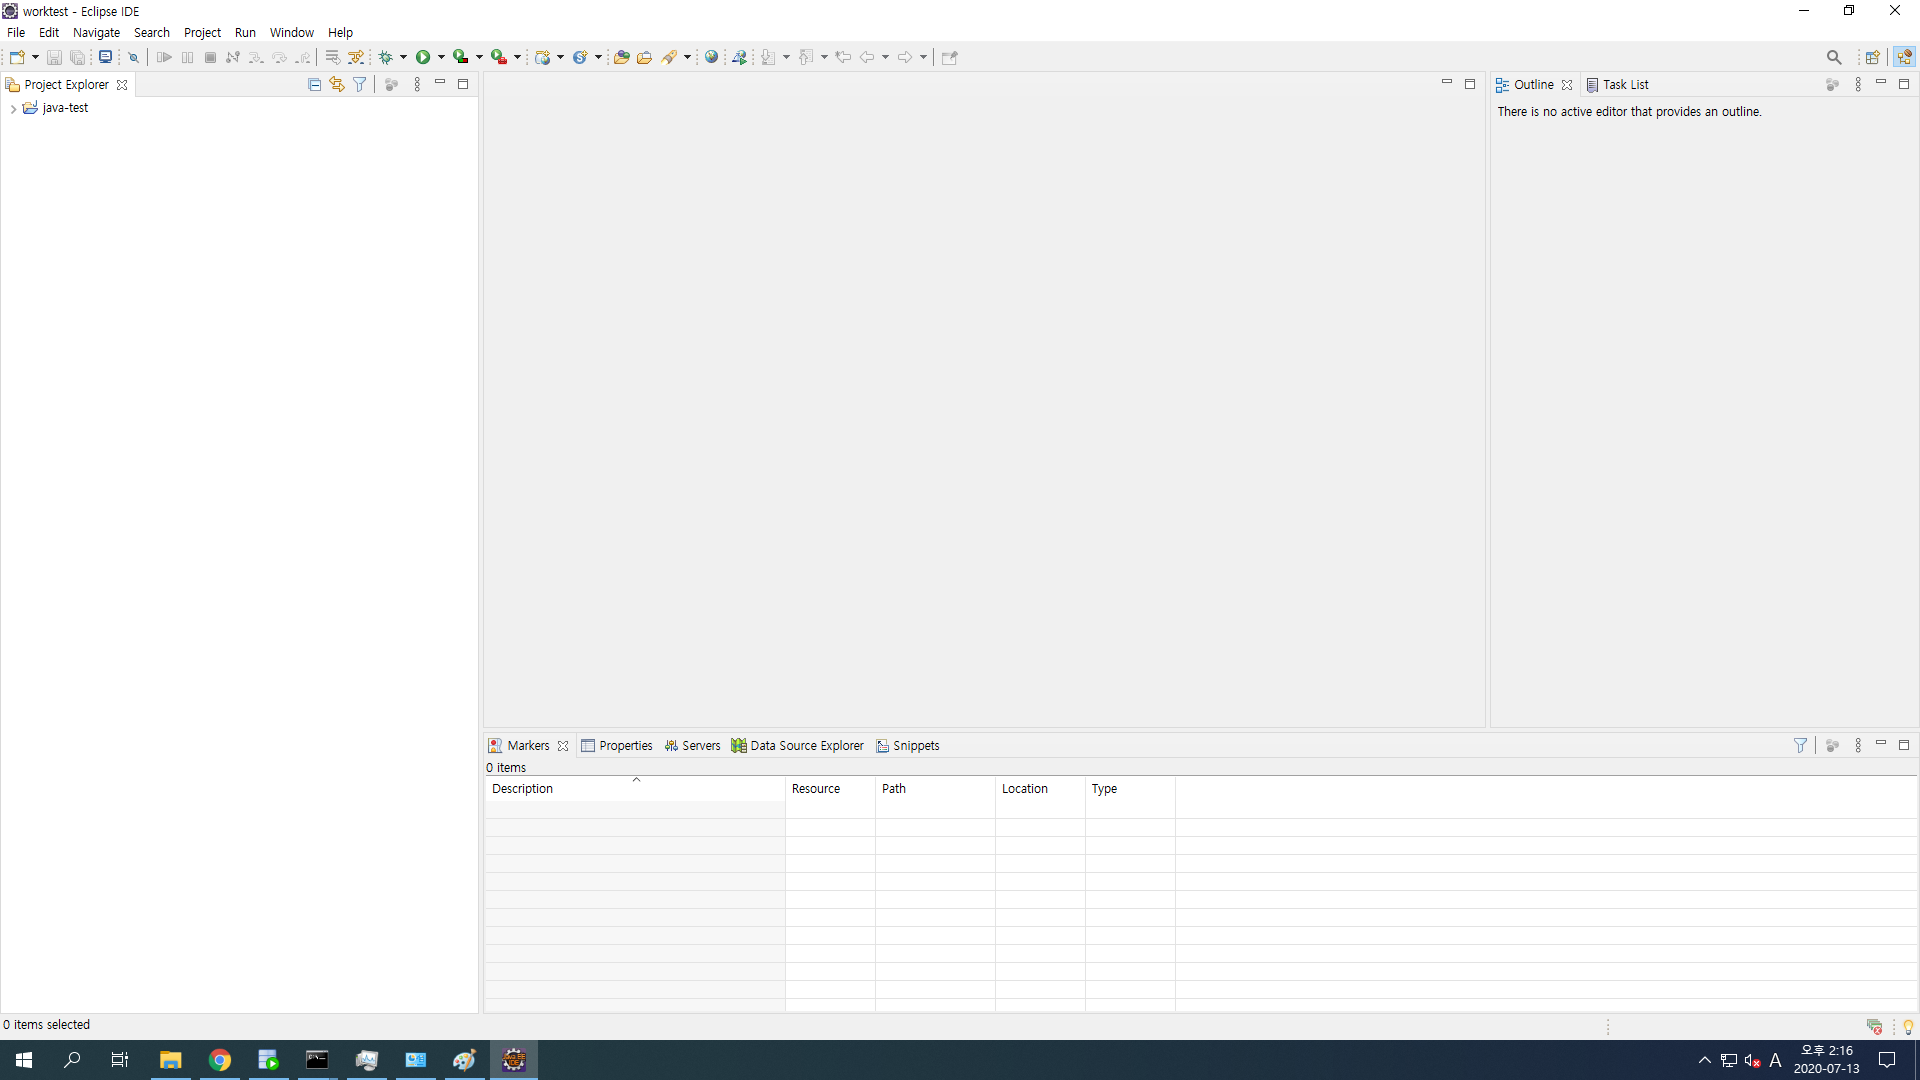 worktest - Eclipse IDE
File Edit Navigate Search Project Run Window Help
Project Explorer
java-test
Outline Task List
There is no active editor that provides an outline.
Markers Properties Servers Data Source Explorer Snippets
0 items
Description Resource Path Location Type
0 items selected
A
오후 2:16
2020-07-13